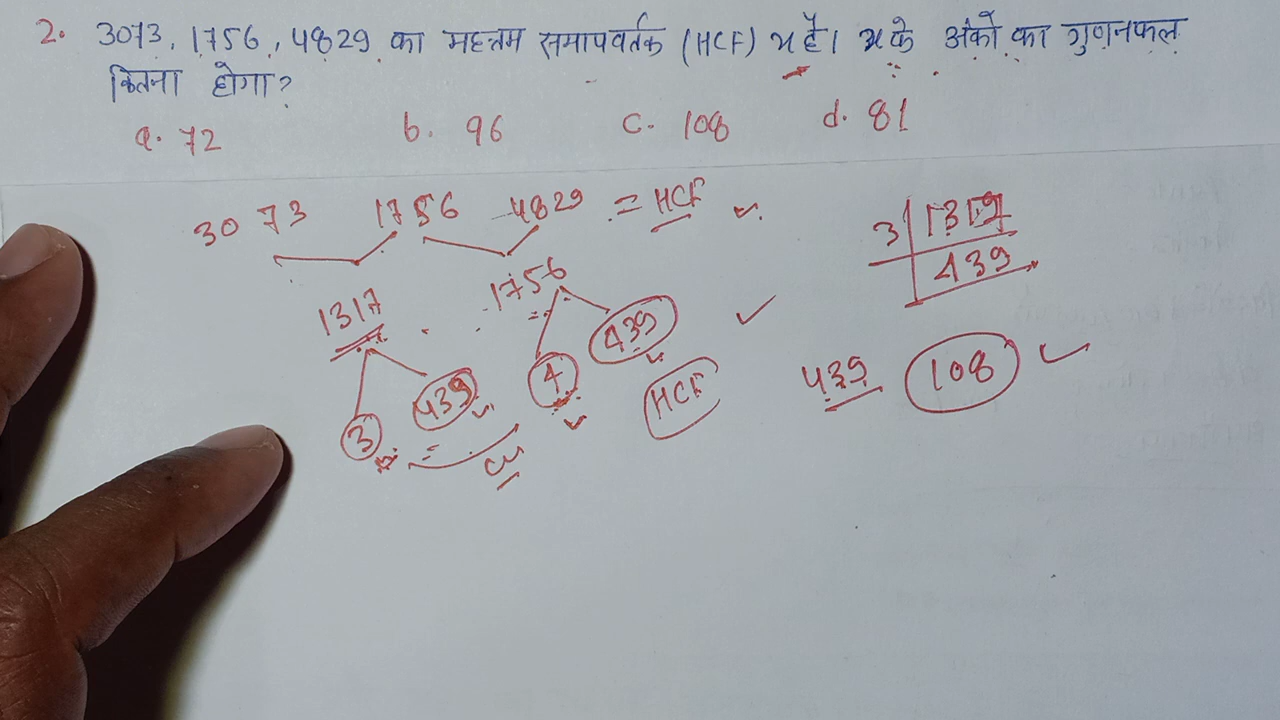 2. 3073, 1756, 4829 का महत्तम समापवर्तक (HCF) x है। x के अंकों का गुणनफल
कितना होगा?
a. 72 b. 96 c. 108 d. 81
3073 1756 4829 = HCF
3 1317
439
1317 1756
3 439 4 439 HCF
439 108